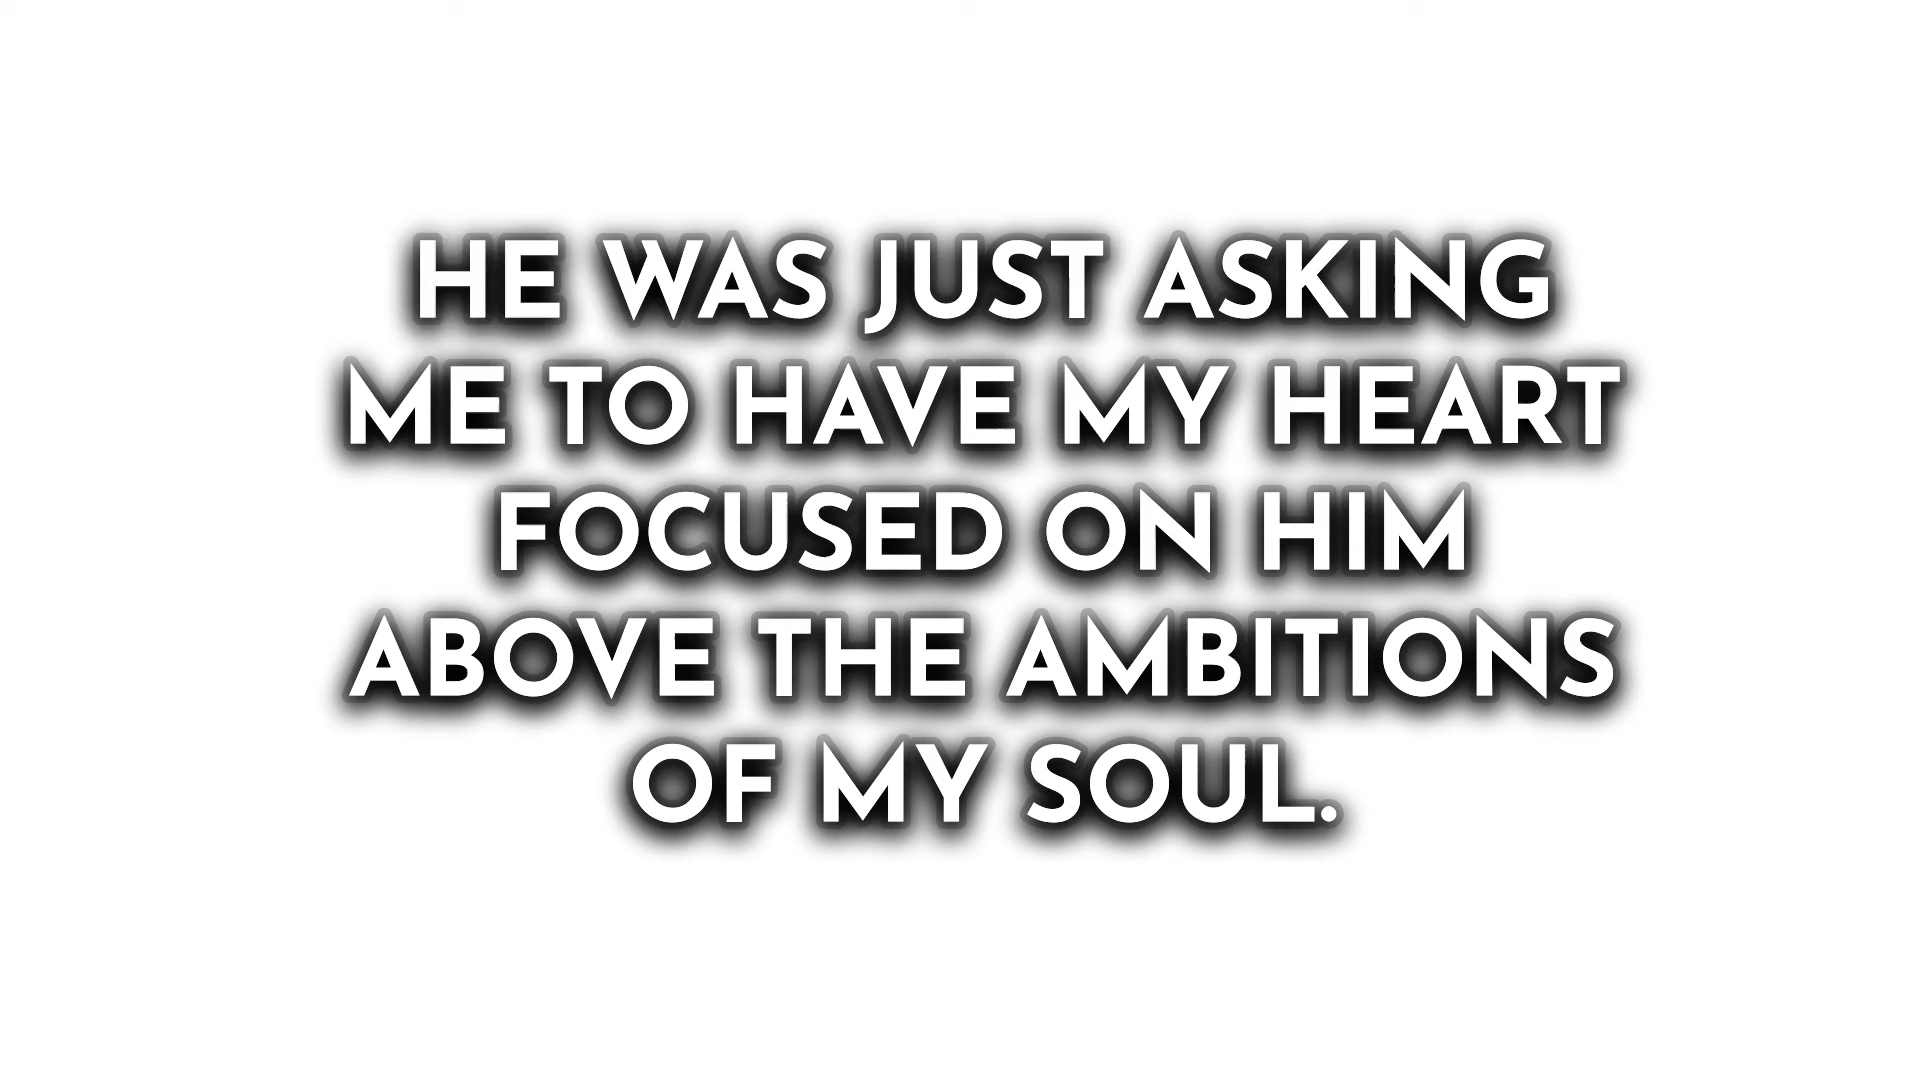 HE WAS JUST ASKING
ME TO HAVE MY HEART
FOCUSED ON HIM
ABOVE THE AMBITIONS
OF MY SOUL.